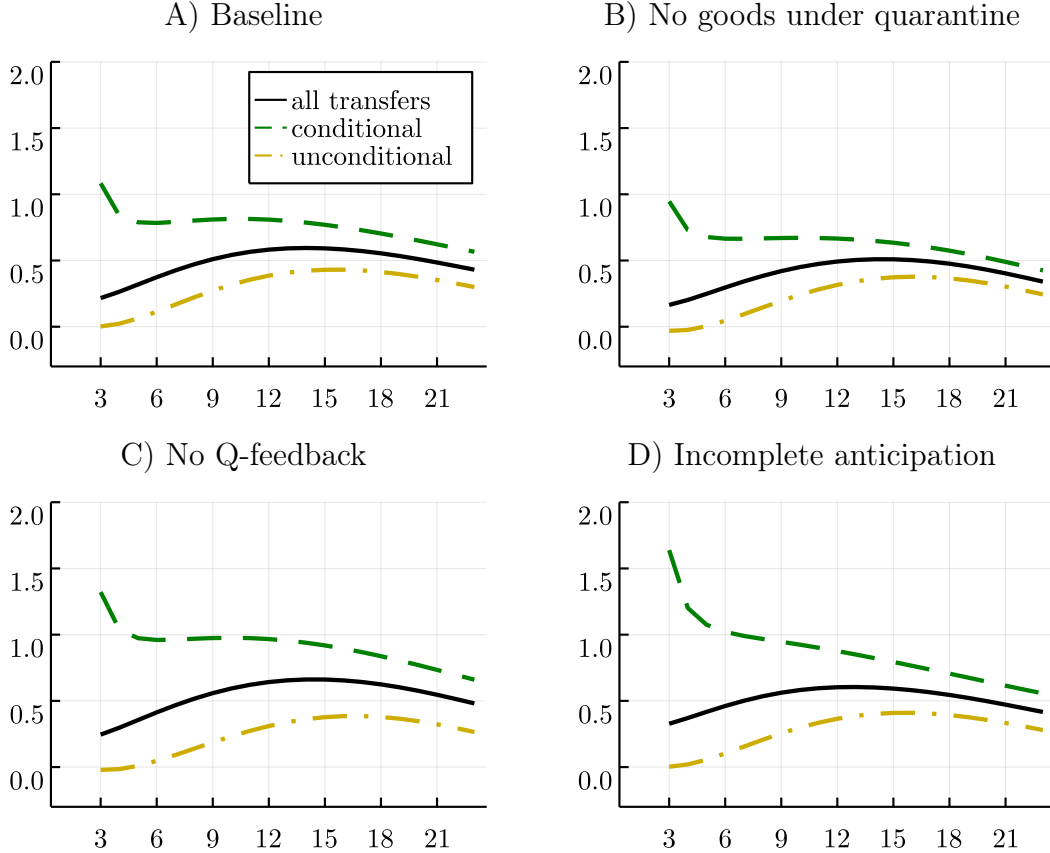 A) Baseline
2.0
1.5
1.0
0.5
0.0
all transfers
conditional
unconditional
3 6 9 12 15 18 21
B) No goods under quarantine
2.0
1.5
1.0
0.5
0.0
3 6 9 12 15 18 21
C) No Q-feedback
2.0
1.5
1.0
0.5
0.0
3 6 9 12 15 18 21
D) Incomplete anticipation
2.0
1.5
1.0
0.5
0.0
3 6 9 12 15 18 21